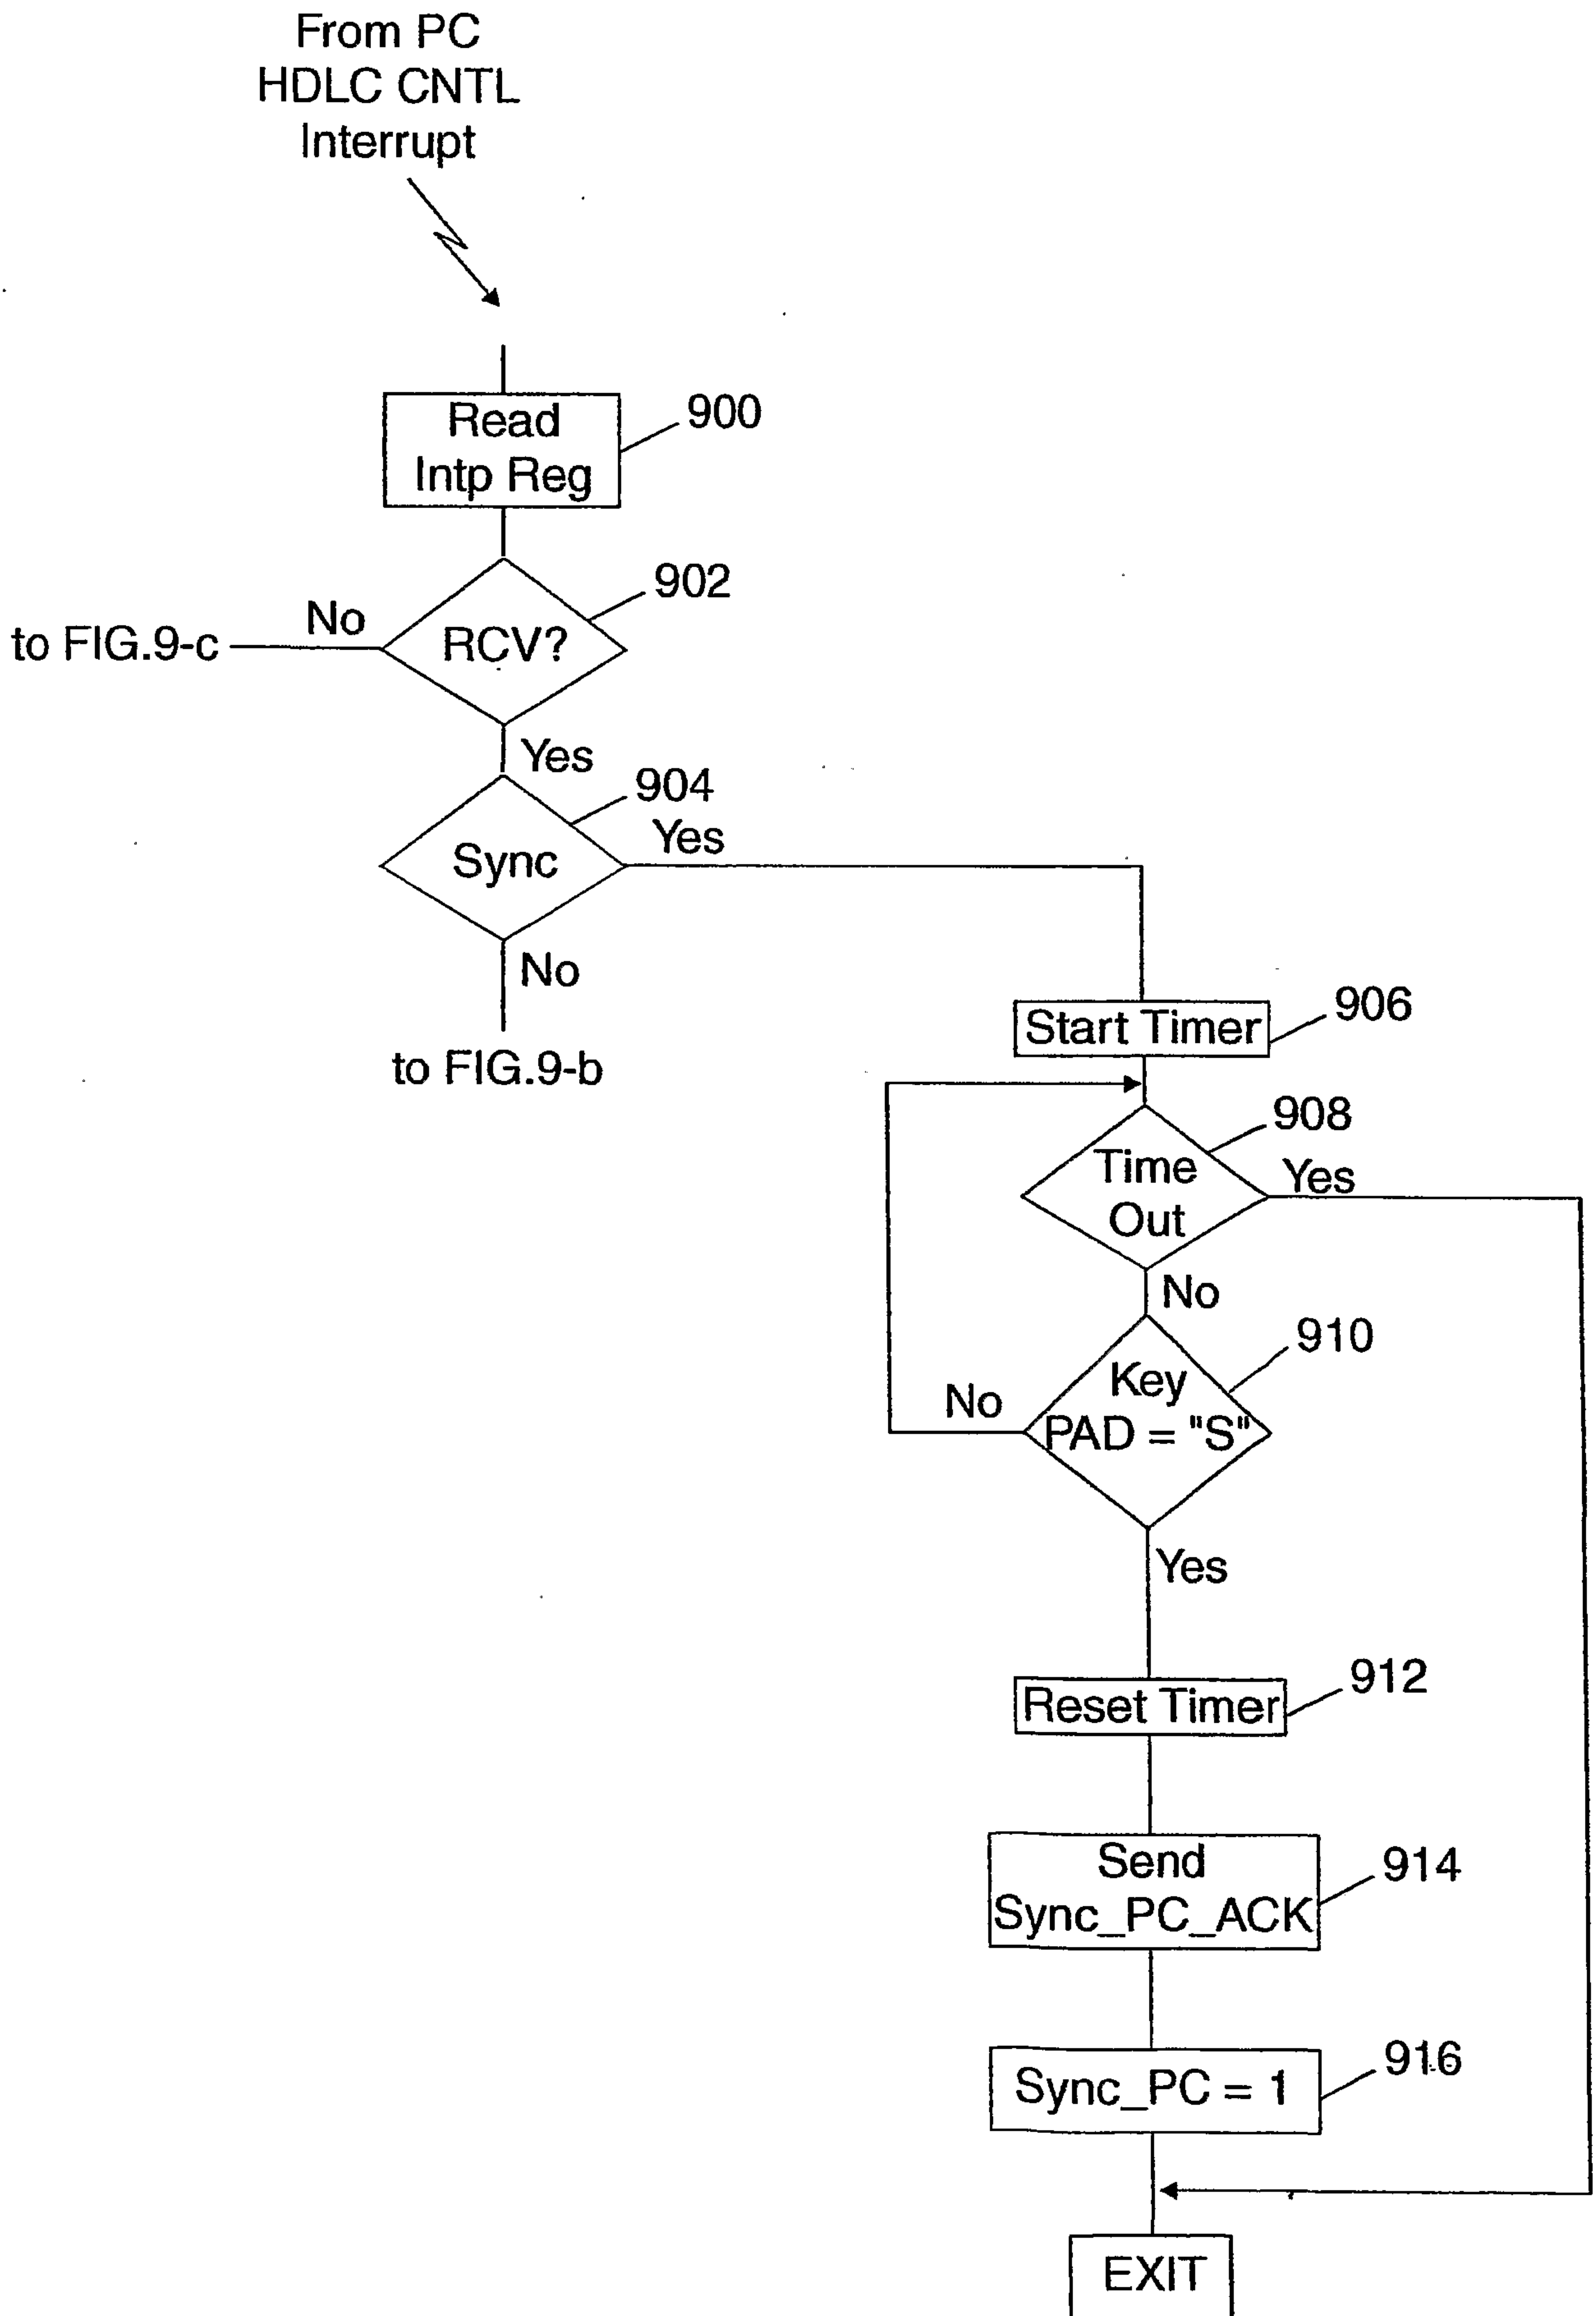 From PC
HDLC CNTL
Interrupt
Read
Intp Reg
900
902
No
to FIG.9-c
RCV?
Yes
904
Yes
Sync
No
to FIG.9-b
906
Start Timer
908
Time
Out
Yes
No
910
Key
PAD = "S"
No
Yes
912
Reset Timer
Send
Sync_PC_ACK
914
916
Sync_PC = 1
EXIT